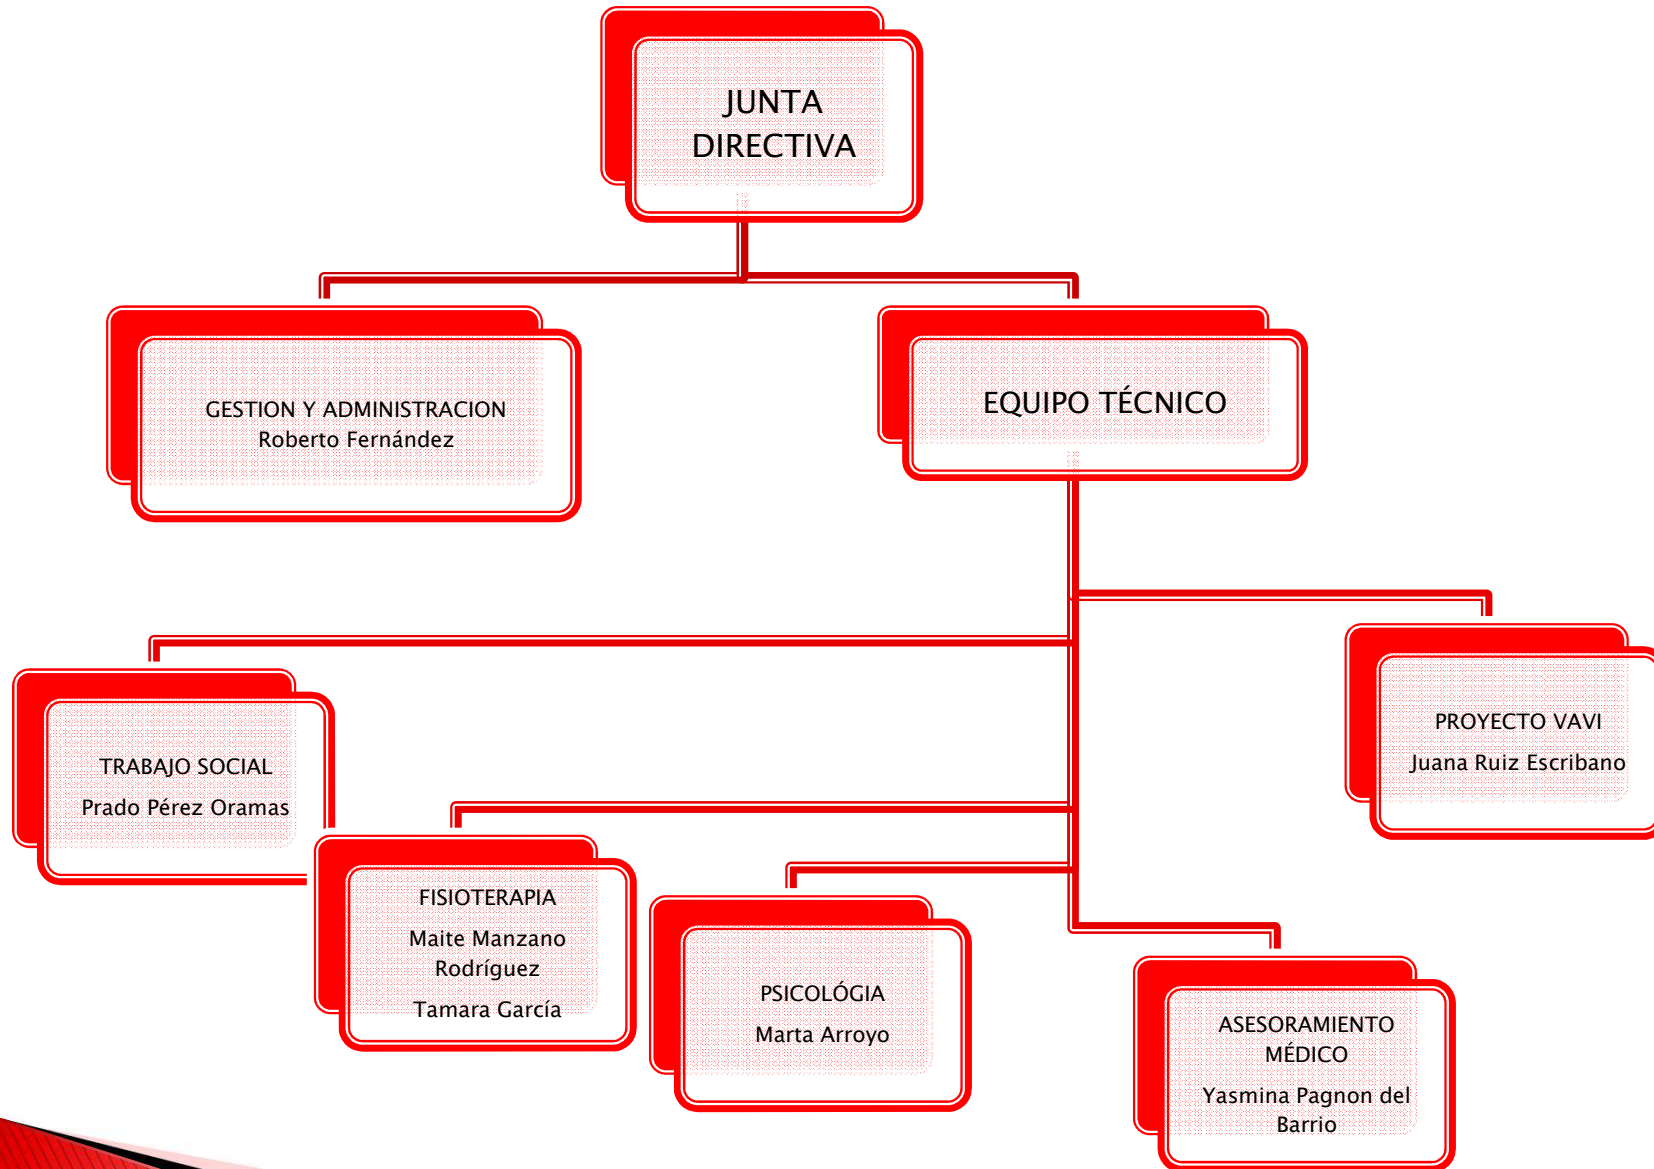 JUNTA
DIRECTIVA
GESTION Y ADMINISTRACION
Roberto Fernández
EQUIPO TÉCNICO
TRABAJO SOCIAL
Prado Pérez Oramas
FISIOTERAPIA
Maite Manzano
Rodríguez
Tamara García
PSICOLÓGIA
Marta Arroyo
ASESORAMIENTO
MÉDICO
Yasmina Pagnon del
Barrio
PROYECTO VAVI
Juana Ruiz Escribano